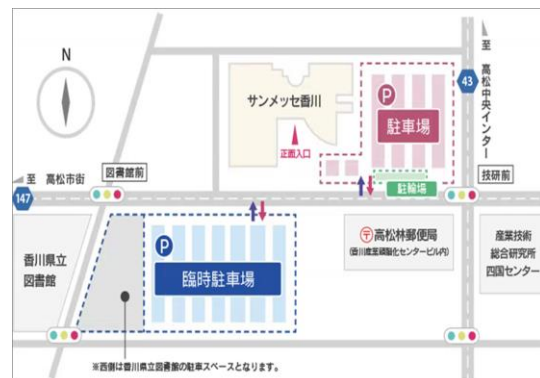 N
至 高松中央インター
43
サンメッセ香川
P
駐車場
正面入口
至 高松市街
図書館前
技研前
駐輪場
147
香川県立
図書館
P
臨時駐車場
〒高松林郵便局
(香川産業頭脳化センタービル内)
産業技術
総合研究所
四国センター
※西側は香川県立図書館の駐車スペースとなります。